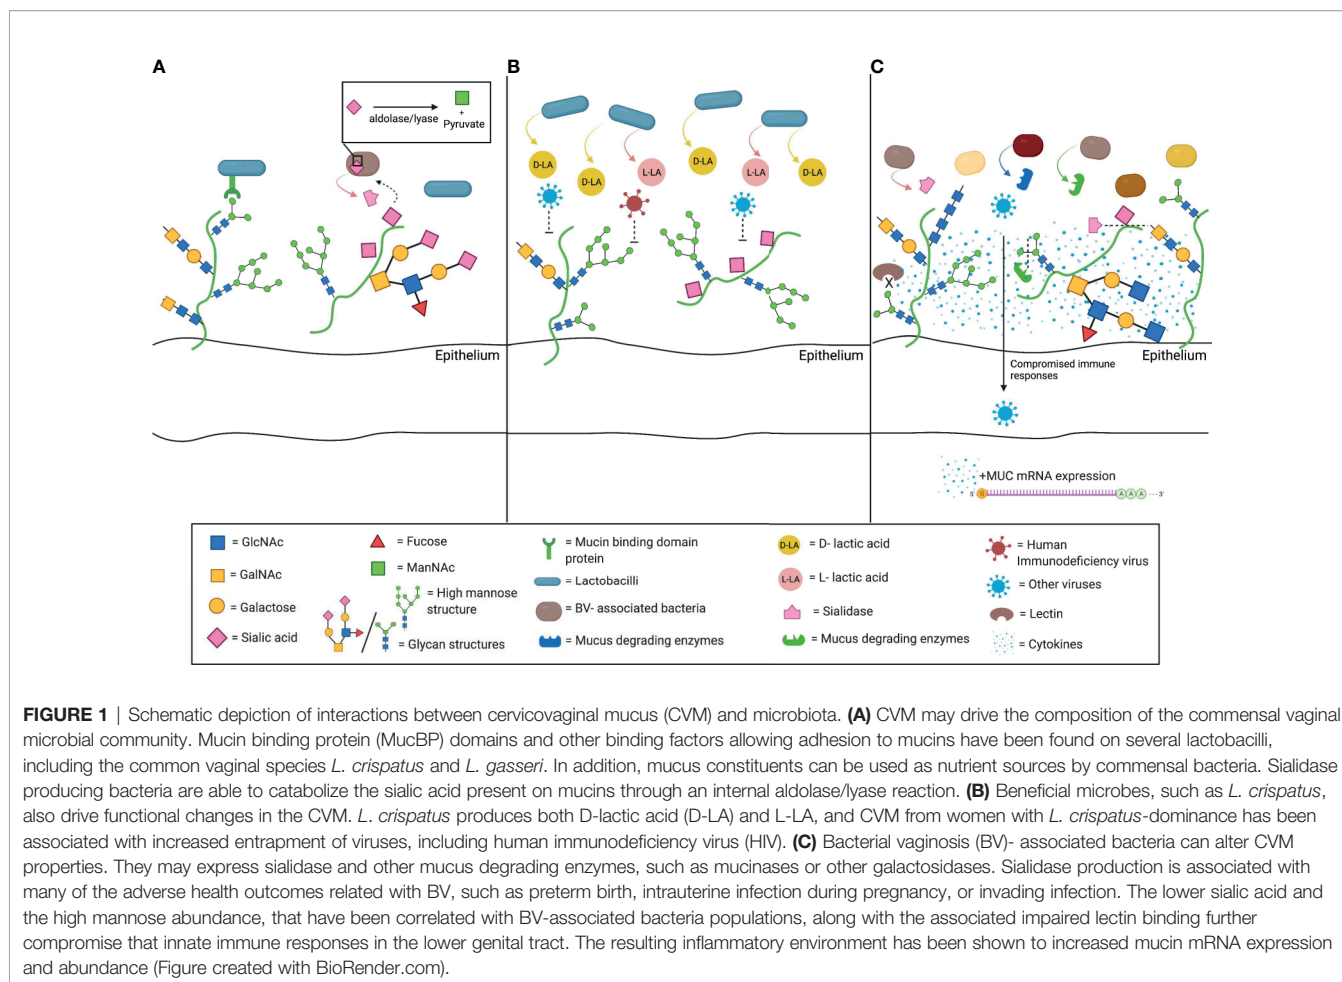 A
B
C
aldolase/lyase
+
Pyruvate
D-LA
D-LA
L-LA
D-LA
L-LA
D-LA
X
Epithelium
Epithelium
Epithelium
Compromised immune
responses
+MUC mRNA expression
5'
G
A A A
3'
= GlcNAc
= GalNAc
= Galactose
= Sialic acid
= Fucose
= ManNAc
= High mannose
structure
= Glycan structures
= Mucin binding domain
protein
= Lactobacilli
= BV- associated bacteria
= Mucus degrading enzymes
D-LA
= D- lactic acid
L-LA
= L- lactic acid
= Sialidase
= Mucus degrading enzymes
= Human
Immunodeficiency virus
= Other viruses
= Lectin
= Cytokines
FIGURE 1 | Schematic depiction of interactions between cervicovaginal mucus (CVM) and microbiota. (A) CVM may drive the composition of the commensal vaginal
microbial community. Mucin binding protein (MucBP) domains and other binding factors allowing adhesion to mucins have been found on several lactobacilli,
including the common vaginal species L. crispatus and L. gasseri. In addition, mucus constituents can be used as nutrient sources by commensal bacteria. Sialidase
producing bacteria are able to catabolize the sialic acid present on mucins through an internal aldolase/lyase reaction. (B) Beneficial microbes, such as L. crispatus,
also drive functional changes in the CVM. L. crispatus produces both D-lactic acid (D-LA) and L-LA, and CVM from women with L. crispatus-dominance has been
associated with increased entrapment of viruses, including human immunodeficiency virus (HIV). (C) Bacterial vaginosis (BV)- associated bacteria can alter CVM
properties. They may express sialidase and other mucus degrading enzymes, such as mucinases or other galactosidases. Sialidase production is associated with
many of the adverse health outcomes related with BV, such as preterm birth, intrauterine infection during pregnancy, or invading infection. The lower sialic acid and
the high mannose abundance, that have been correlated with BV-associated bacteria populations, along with the associated impaired lectin binding further
compromise that innate immune responses in the lower genital tract. The resulting inflammatory environment has been shown to increased mucin mRNA expression
and abundance (Figure created with BioRender.com).